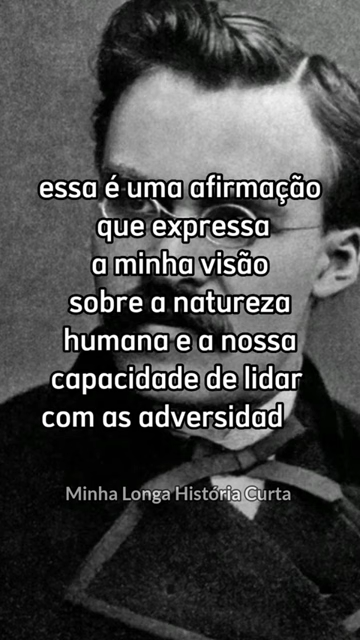 essa é uma afirmação
que expressa
a minha visão
sobre a natureza
humana e a nossa
capacidade de lidar
com as adversidad
Minha Longa História Curta